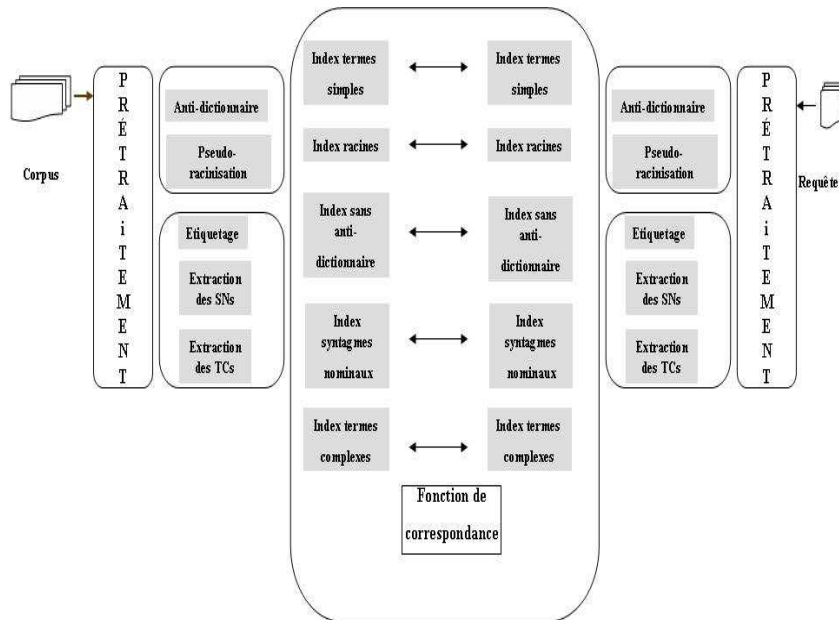 Corpus
P
R
É
T
R
A
i
T
E
M
E
N
T
Anti-dictionnaire
Pseudo-
racinisation
Etiquetage
Extraction
des SNs
Extraction
des TCs
Index termes
simples
Index racines
Index sans
anti-
dictionnaire
Index
syntagmes
nominaux
Index termes
complexes
Index termes
simples
Index racines
Index sans
anti-
dictionnaire
Index
syntagmes
nominaux
Index termes
complexes
Fonction de
correspondance
Anti-dictionnaire
Pseudo-
racinisation
Etiquetage
Extraction
des SNs
Extraction
des TCs
P
R
É
T
R
A
i
T
E
M
E
N
T
Requête